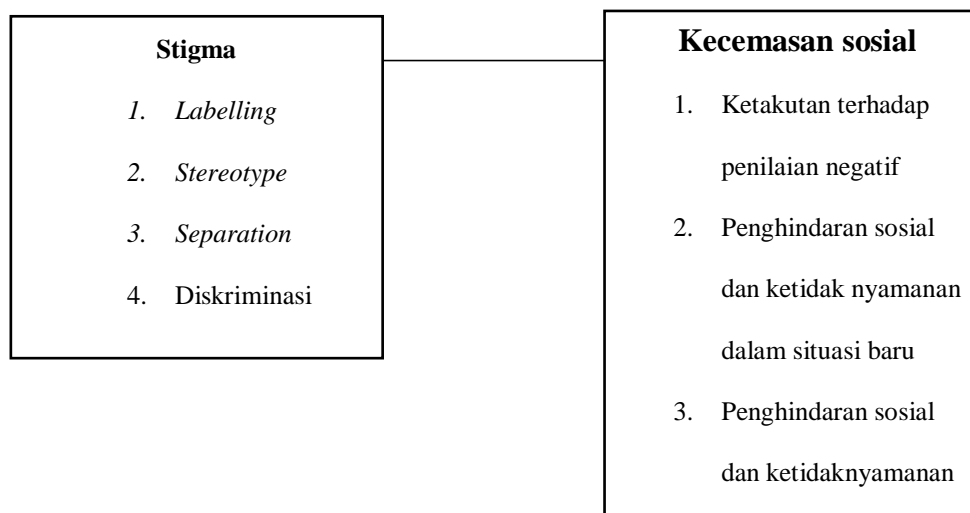 Stigma
1. Labelling
2. Stereotype
3. Separation
4. Diskriminasi
Kecemasan sosial
1. Ketakutan terhadap
penilaian negatif
2. Penghindaran sosial
dan ketidak nyamanan
dalam situasi baru
3. Penghindaran sosial
dan ketidaknyamanan